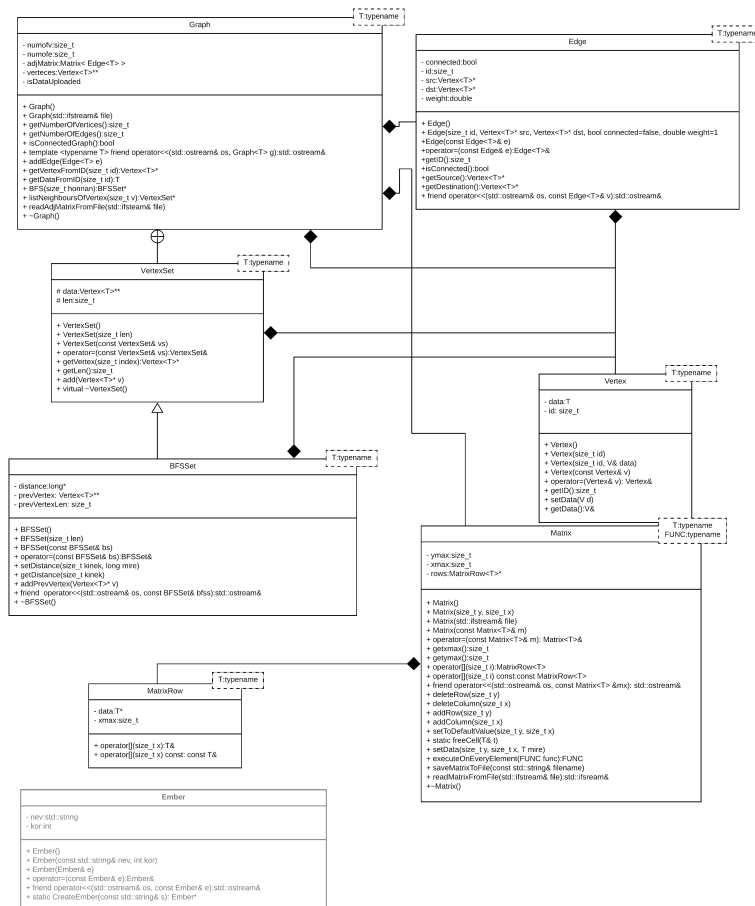 T:typename
Graph
- numofv:size_t
- numofe:size_t
- adjMatrix:Matrix< Edge<T> >
- verteces:Vertex<T>**
- isDataUploaded
+ Graph()
+ Graph(std::ifstream& file)
+ getNumberOfVertices():size_t
+ getNumberOfEdges():size_t
+ isConnectedGraph():bool
+ template <typename T> friend operator<<(std::ostream& os, Graph<T> g):std::ostream&
+ addEdge(Edge<T> e)
+ getVertexFromID(size_t id):Vertex<T>*
+ getDataFromID(size_t id):T
+ BFS(size_t honnan):BFSSet*
+ listNeighboursOfVertex(size_t v):VertexSet*
+ readAdjMatrixFromFile(std::ifsteam& file)
+ ~Graph()
T:typename
Edge
- connected:bool
- id:size_t
- src:Vertex<T>*
- dst:Vertex<T>*
- weight:double
+ Edge()
+ Edge(size_t id, Vertex<T>* src, Vertex<T>* dst, bool connected=false, double weight=1
+Edge(const Edge<T>& e)
+operator=(const Edge& e):Edge<T>&
+getID():size_t
+isConnected():bool
+getSource():Vertex<T>*
+getDestination():Vertex<T>*
+ friend operator<<(std::ostream& os, const Edge<T>& v):std::ostream&
T:typename
VertexSet
# data:Vertex<T>**
# len:size_t
+ VertexSet()
+ VertexSet(size_t len)
+ VertexSet(const VertexSet& vs)
+ operator=(const VertexSet& vs):VertexSet&
+ getVertex(size_t index):Vertex<T>*
+ getLen():size_t
+ add(Vertex<T>* v)
+ virtual ~VertexSet()
T:typename
Vertex
- data:T
- id: size_t
+ Vertex()
+ Vertex(size_t id)
+ Vertex(size_t id, V& data)
+ Vertex(const Vertex& v)
+ operator=(Vertex& v): Vertex&
+ getID():size_t
+ setData(V d)
+ getData():V&
T:typename
BFSSet
- distance:long*
- prevVertex: Vertex<T>**
- prevVertexLen: size_t
+ BFSSet()
+ BFSSet(size_t len)
+ BFSSet(const BFSSet& bs)
+ operator=(const BFSSet& bs):BFSSet&
+ setDistance(size_t kinek, long mire)
+ getDistance(size_t kinek)
+ addPrevVertex(Vertex<T>* v)
+ friend  operator<<(std::ostream& os, const BFSSet& bfss):std::ostream&
+ ~BFSSet()
T:typename
FUNC:typename
Matrix
- ymax:size_t
- xmax:size_t
- rows:MatrixRow<T>*
+ Matrix()
+ Matrix(size_t y, size_t x)
+ Matrix(std::ifstream& file)
+ Matrix(const Matrix<T>& m)
+ operator=(const Matrix<T>& m): Matrix<T>&
+ getxmax():size_t
+ getymax():size_t
+ operator[](size_t i):MatrixRow<T>
+ operator[](size_t i) const:const MatrixRow<T>
+ friend operator<<(std::ostream& os, const Matrix<T> &mx): std::ostream&
+ deleteRow(size_t y)
+ deleteColumn(size_t x)
+ addRow(size_t y)
+ addColumn(size_t x)
+ setToDefaultValue(size_t y, size_t x)
+ static freeCell(T& t)
+ setData(size_t y, size_t x, T mire)
+ executeOnEveryElement(FUNC func):FUNC
+ saveMatrixToFile(const std::string& filename)
+ readMatrixFromFile(std::ifstream& file):std::ifsream&
+~Matrix()
T:typename
MatrixRow
- data:T*
- xmax:size_t
+ operator[](size_t x):T&
+ operator[](size_t x) const: const T&
Ember
- nev:std::string
- kor:int
+ Ember()
+ Ember(const std::string& nev, int kor)
+ Ember(Ember& e)
+ operator=(const Ember& e):Ember&
+ friend operator<<(std::ostream& os, const Ember& e):std::ostream&
+ static CreateEmber(const std::string& s): Ember*